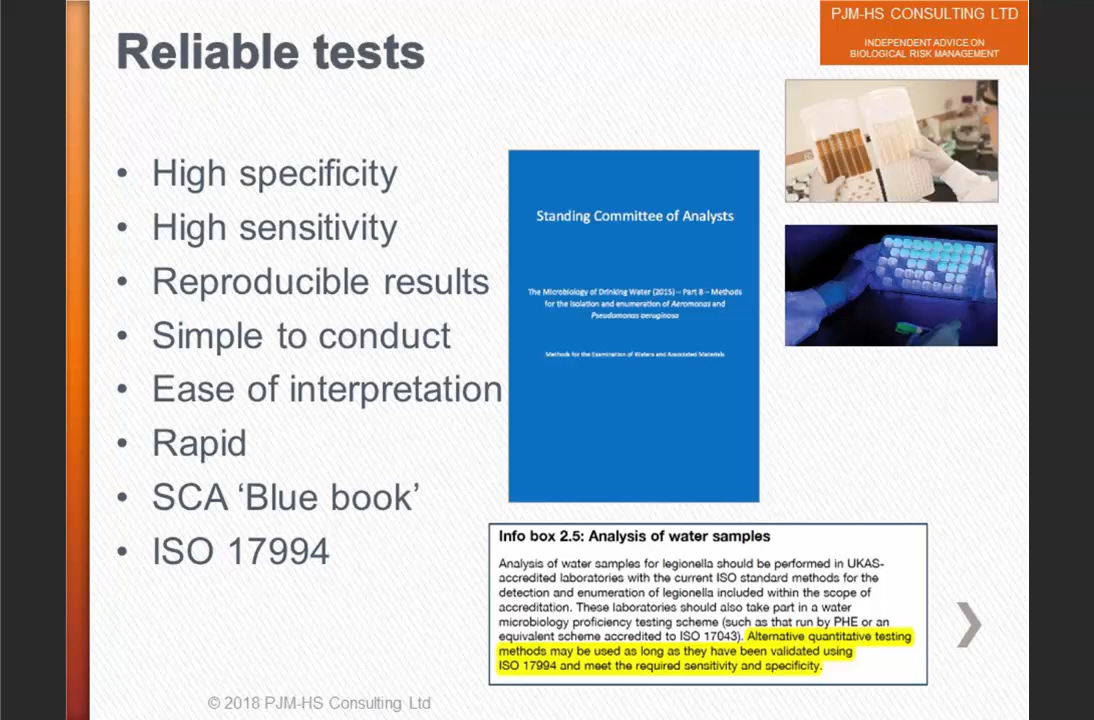 PJM-HS CONSULTING LTD
INDEPENDENT ADVICE ON
BIOLOGICAL RISK MANAGEMENT
Reliable tests
• High specificity
• High sensitivity
• Reproducible results
• Simple to conduct
• Ease of interpretation
• Rapid
• SCA ‘Blue book’
• ISO 17994
Standing Committee of Analysts
The Microbiology of Drinking Water (2015) – Part 8 – Methods
for the isolation and enumeration of Aeromonas and
Pseudomonas aeruginosa
Methods for the Examination of Waters and Associated Materials
Info box 2.5: Analysis of water samples
Analysis of water samples for legionella should be performed in UKAS-
accredited laboratories with the current ISO standard methods for the
detection and enumeration of legionella included within the scope of
accreditation. These laboratories should also take part in a water
microbiology proficiency testing scheme (such as that run by PHE or an
equivalent scheme accredited to ISO 17043). Alternative quantitative testing
methods may be used as long as they have been validated using
ISO 17994 and meet the required sensitivity and specificity.
© 2018 PJM-HS Consulting Ltd